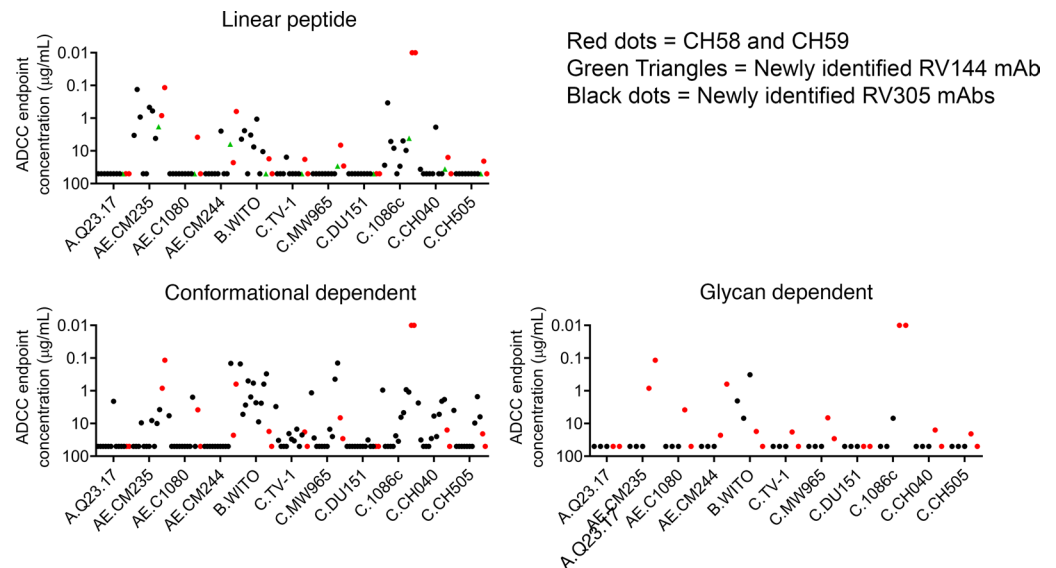 Linear peptide
ADCC endpoint
concentration (µg/mL)
0.01
0.1
1
10
100
A.Q23.17
AE.CM235
AE.C1080
AE.CM244
B.WITO
C.TV-1
C.MW965
C.DU151
C.1086c
C.CH040
C.CH505
Red dots = CH58 and CH59
Green Triangles = Newly identified RV144 mAb
Black dots = Newly identified RV305 mAbs
Conformational dependent
ADCC endpoint
concentration (µg/mL)
0.01
0.1
1
10
100
A.Q23.17
AE.CM235
AE.C1080
AE.CM244
B.WITO
C.TV-1
C.MW965
C.DU151
C.1086c
C.CH040
C.CH505
Glycan dependent
ADCC endpoint
concentration (µg/mL)
0.01
0.1
1
10
100
A.Q23.17
AE.CM235
AE.C1080
AE.CM244
B.WITO
C.TV-1
C.MW965
C.DU151
C.1086c
C.CH040
C.CH505
A.Q23.17